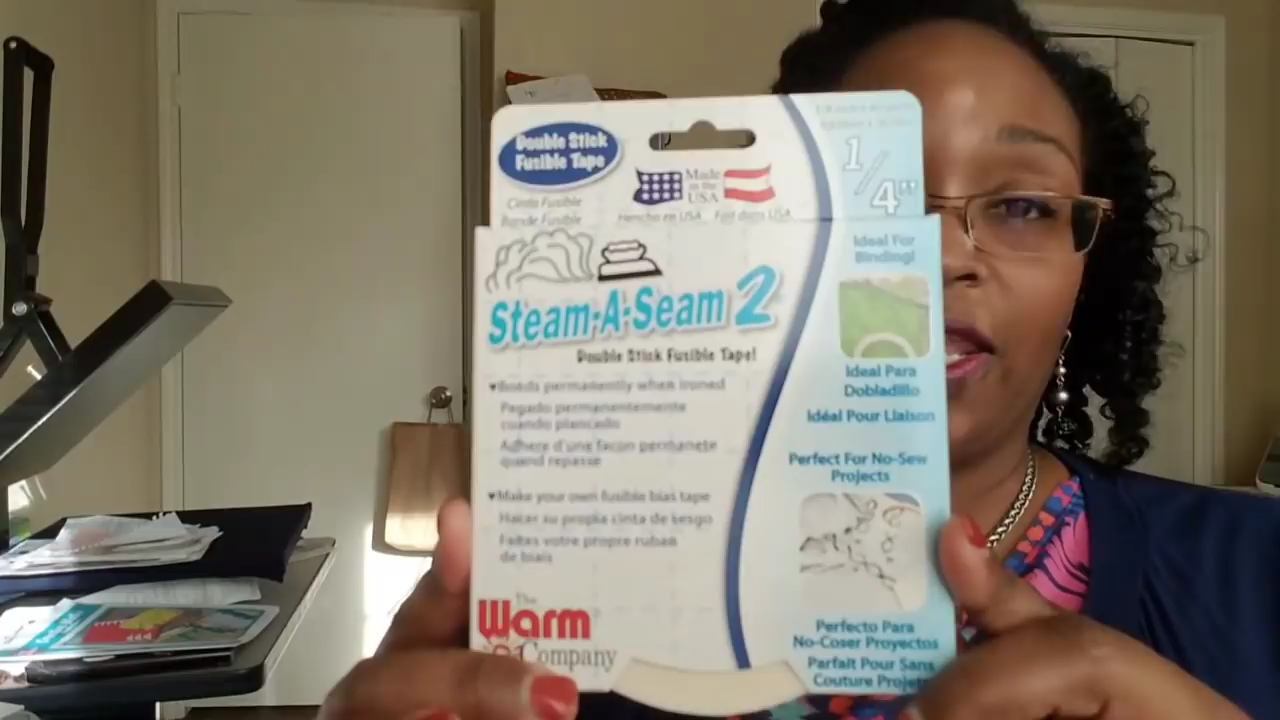 Double Stick
Fusible Tape
Cinta Fusible
Bande Fusible
Made
in the
USA
Hencho en USA Fait dans USA
1/4"
Steam-A-Seam 2
Double Stick Fusible Tape!
♥Bonds permanently when ironed
Pegado permanentemente
cuando planchado
Adhere d'une facon permanete
quand repasse
♥Make your own fusible bias tape
Hacer su propia cinta de sesgo
Faites votre propre ruban
de biais
The
Warm
Company
Ideal For
Binding!
Ideal Para
Dobladillo
Idéal Pour Liaison
Perfect For No-Sew
Projects
Perfecto Para
No-Coser Proyectos
Parfait Pour Sans
Couture Projets